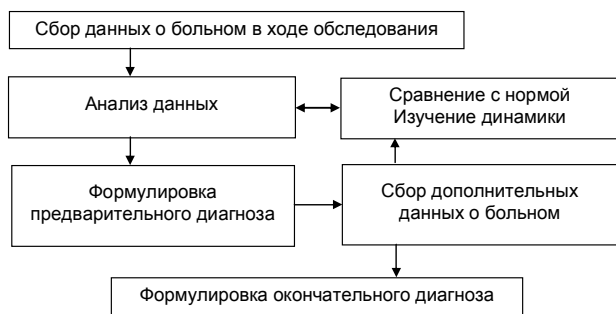 Сбор данных о больном в ходе обследования
Анализ данных
Сравнение с нормой
Изучение динамики
Формулировка
предварительного диагноза
Сбор дополнительных
данных о больном
Формулировка окончательного диагноза